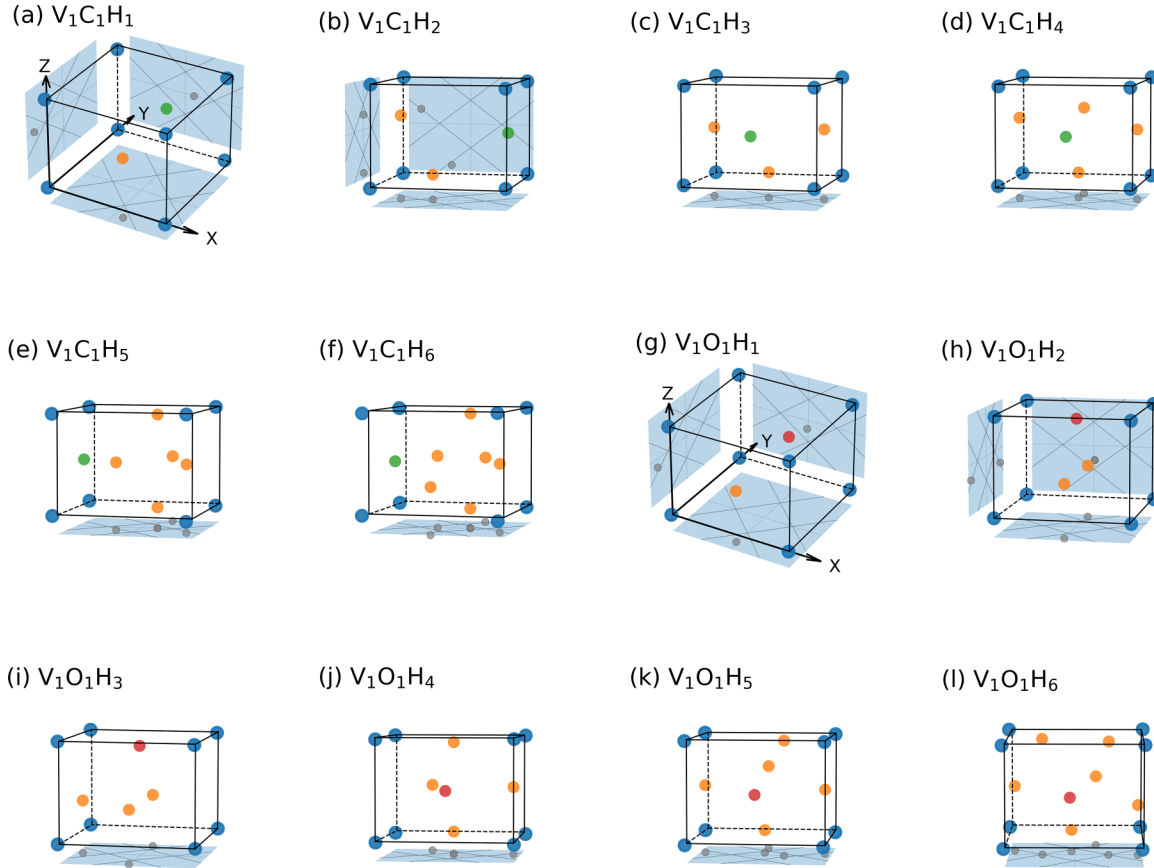 (a) V₁C₁H₁
(b) V₁C₁H₂
(c) V₁C₁H₃
(d) V₁C₁H₄
Z
Y
X
(e) V₁C₁H₅
(f) V₁C₁H₆
(g) V₁O₁H₁
(h) V₁O₁H₂
Z
Y
X
(i) V₁O₁H₃
(j) V₁O₁H₄
(k) V₁O₁H₅
(l) V₁O₁H₆